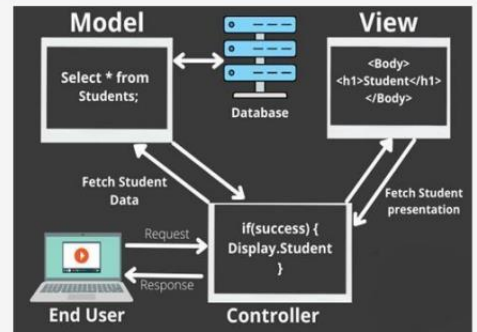 Model
View
Select * from
Students;
Database
<Body>
<h1>Student</h1>
</Body>
Fetch Student
Data
Fetch Student
presentation
if(success) {
Display.Student
}
Request
Response
End User
Controller